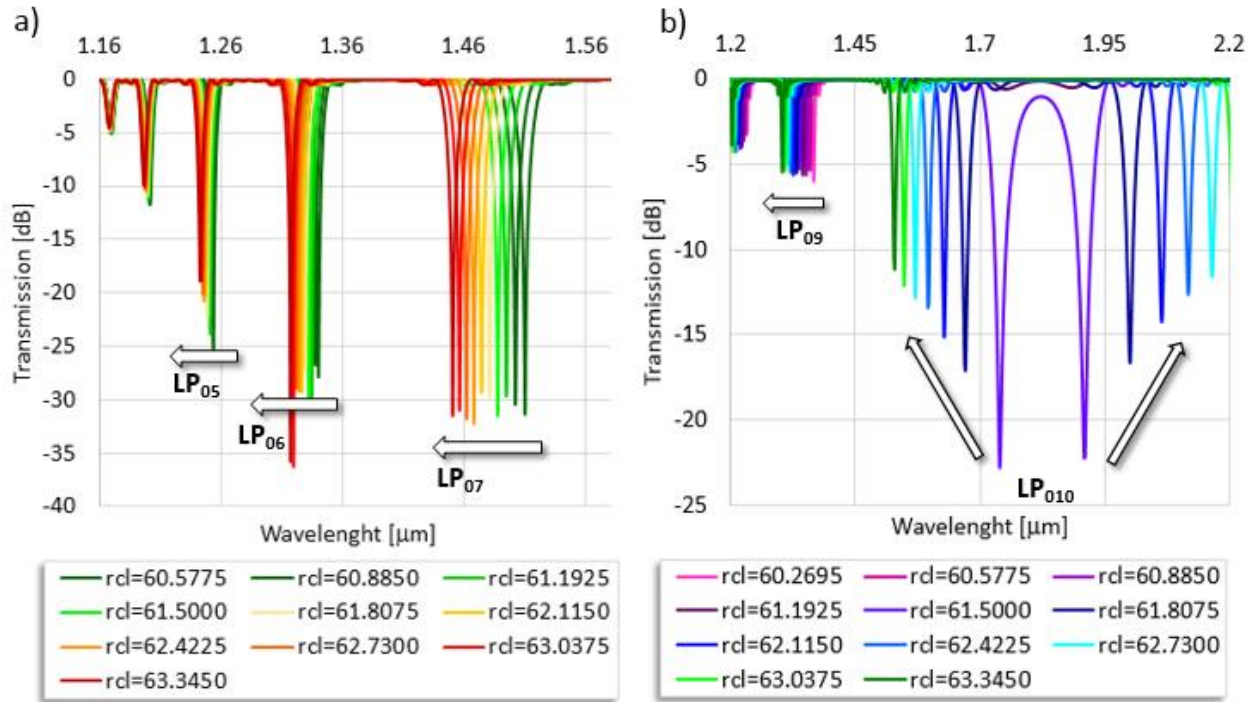 a)
1.16 1.26 1.36 1.46 1.56
0
-5
-10
-15
-20
-25
-30
-35
-40
Transmission [dB]
LP05
LP06
LP07
Wavelenght [μm]
rcl=60.5775 rcl=60.8850 rcl=61.1925
rcl=61.5000 rcl=61.8075 rcl=62.1150
rcl=62.4225 rcl=62.7300 rcl=63.0375
rcl=63.3450
b)
1.2 1.45 1.7 1.95 2.2
0
-5
-10
-15
-20
-25
Transmission [dB]
LP09
LP010
Wavelenght [μm]
rcl=60.2695 rcl=60.5775 rcl=60.8850
rcl=61.1925 rcl=61.5000 rcl=61.8075
rcl=62.1150 rcl=62.4225 rcl=62.7300
rcl=63.0375 rcl=63.3450